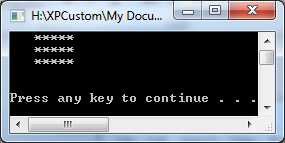 H:\XPCustom\My Docu...
*****
*****
*****
Press any key to continue . . .